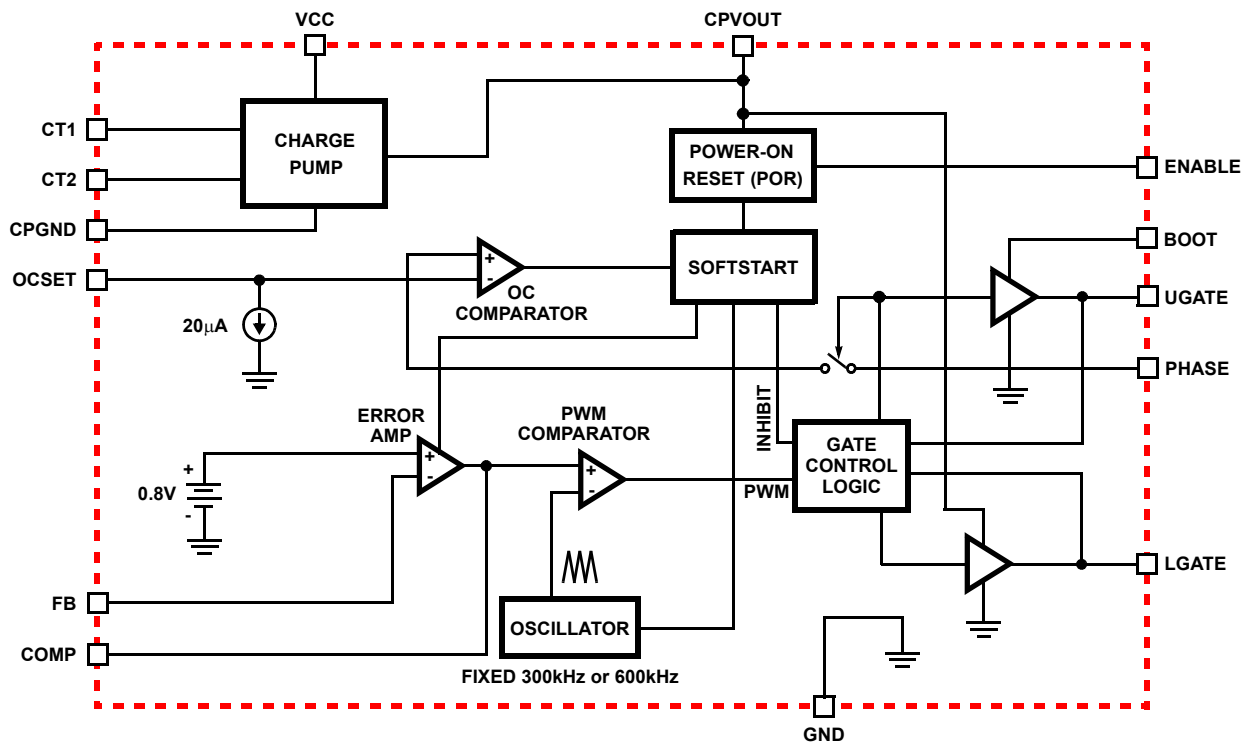 VCC
CPVOUT
CT1
CHARGE
PUMP
POWER-ON
RESET (POR)
ENABLE
CT2
CPGND
BOOT
OCSET
+
-
SOFTSTART
OC
COMPARATOR
UGATE
20μA
PHASE
INHIBIT
ERROR
AMP
PWM
COMPARATOR
+
-
+
-
GATE
CONTROL
LOGIC
PWM
+
0.8V
-
LGATE
FB
OSCILLATOR
COMP
FIXED 300kHz or 600kHz
GND